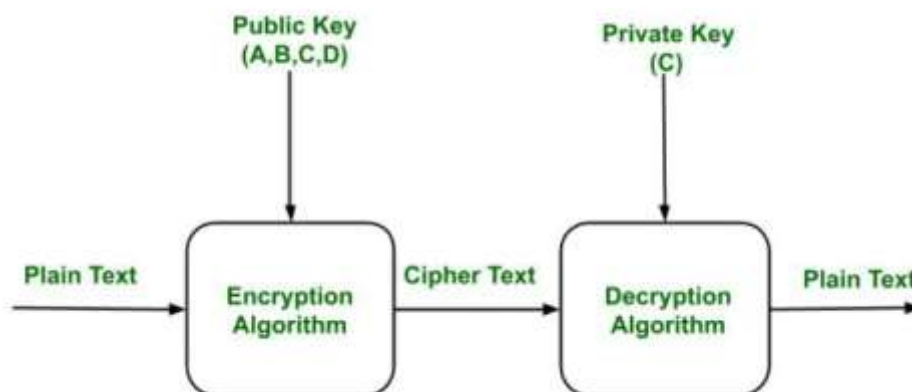 Public Key
(A,B,C,D)
Private Key
(C)
Plain Text
Encryption
Algorithm
Cipher Text
Decryption
Algorithm
Plain Text